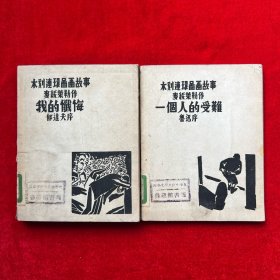 木刻連環圖畫故事
麥綏萊勒作
我的懺悔
郁達夫序
木刻連環圖畫故事
麥綏萊勒作
一個人的受難
魯迅序